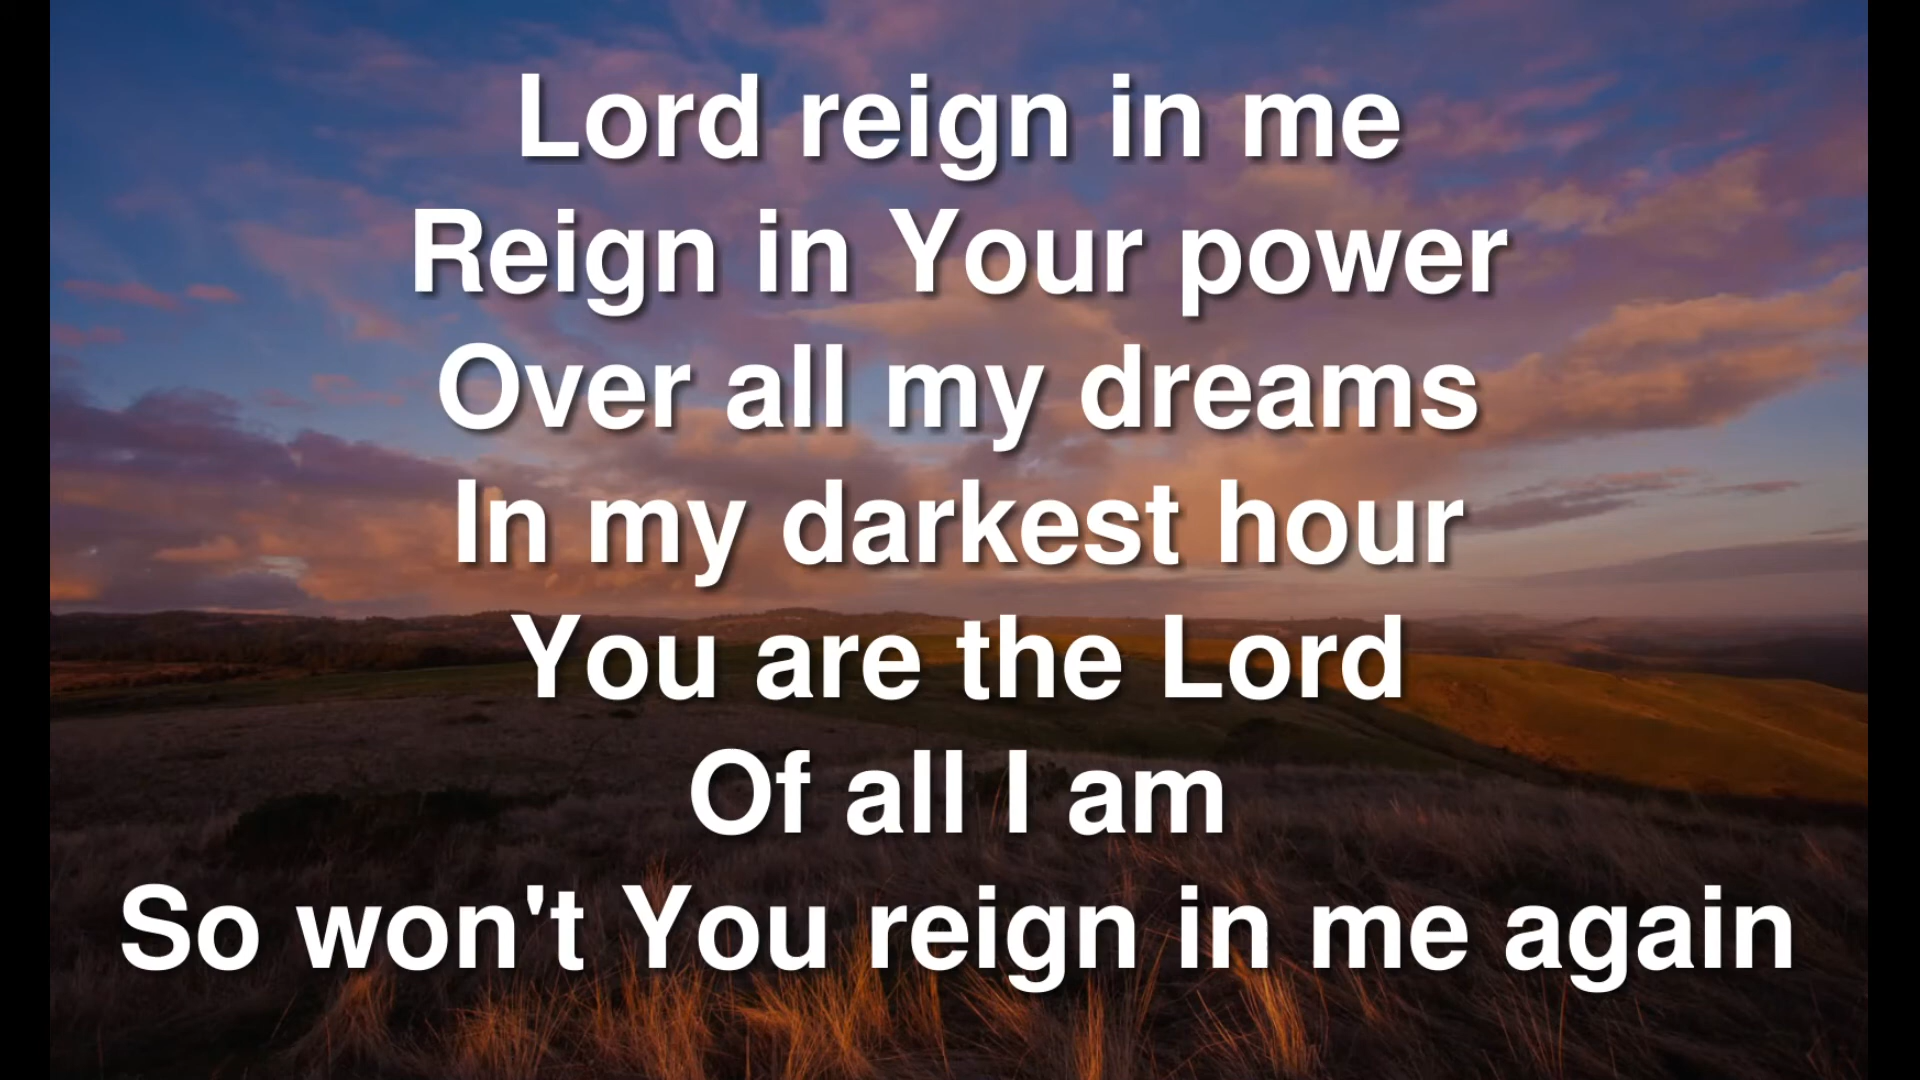 Lord reign in me
Reign in Your power
Over all my dreams
In my darkest hour
You are the Lord
Of all I am
So won't You reign in me again